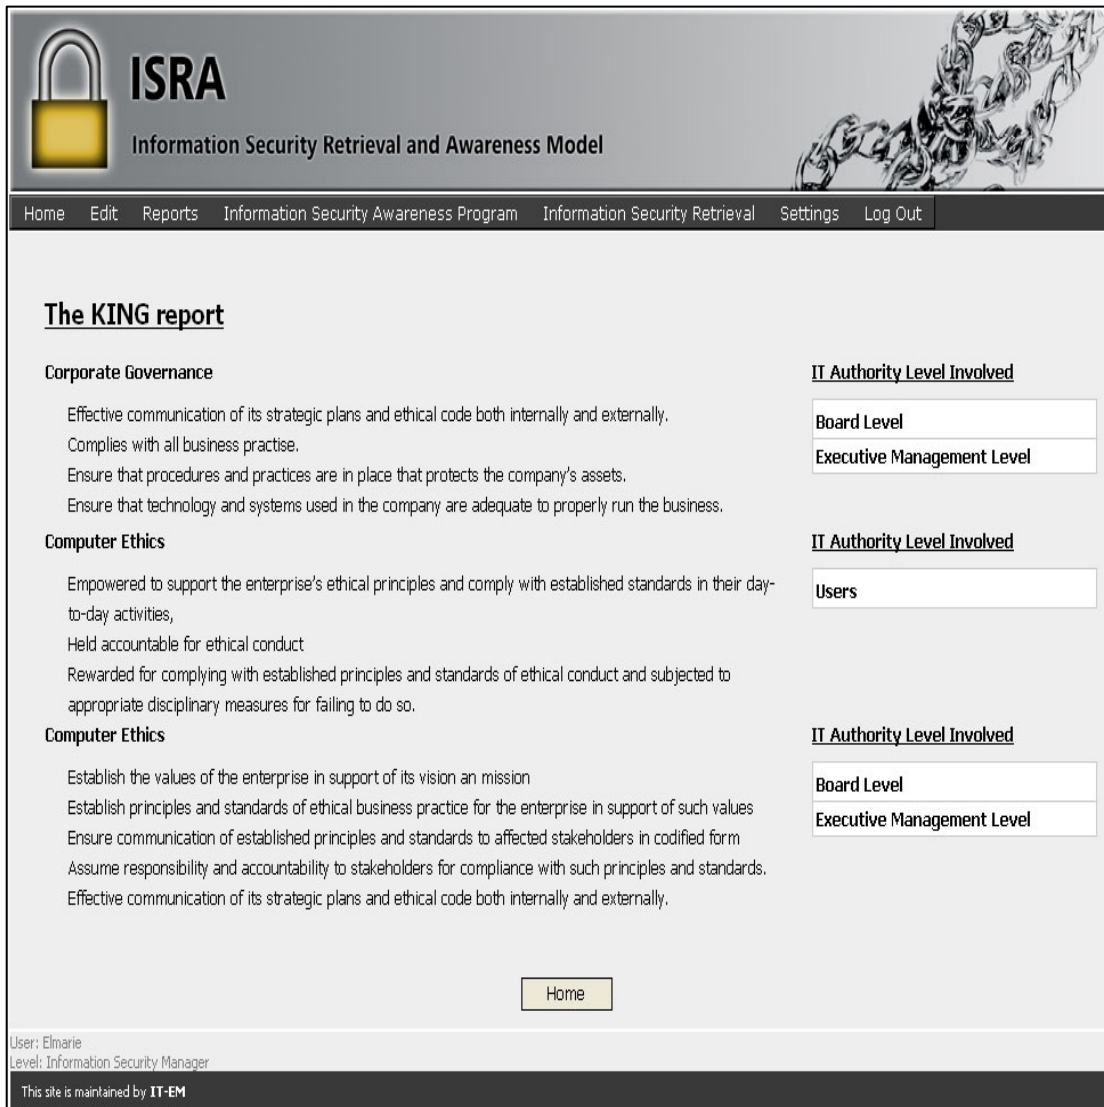 ISRA
Information Security Retrieval and Awareness Model
Home Edit Reports Information Security Awareness Program Information Security Retrieval Settings Log Out
The KING report
Corporate Governance
IT Authority Level Involved
Effective communication of its strategic plans and ethical code both internally and externally.
Complies with all business practise.
Ensure that procedures and practices are in place that protects the company's assets.
Ensure that technology and systems used in the company are adequate to properly run the business.
Board Level
Executive Management Level
Computer Ethics
IT Authority Level Involved
Empowered to support the enterprise's ethical principles and comply with established standards in their day-
to-day activities,
Held accountable for ethical conduct
Rewarded for complying with established principles and standards of ethical conduct and subjected to
appropriate disciplinary measures for failing to do so.
Users
Computer Ethics
IT Authority Level Involved
Establish the values of the enterprise in support of its vision an mission
Establish principles and standards of ethical business practice for the enterprise in support of such values
Ensure communication of established principles and standards to affected stakeholders in codified form
Assume responsibility and accountability to stakeholders for compliance with such principles and standards.
Effective communication of its strategic plans and ethical code both internally and externally.
Board Level
Executive Management Level
Home
User: Elmarie
Level: Information Security Manager
This site is maintained by IT-EM